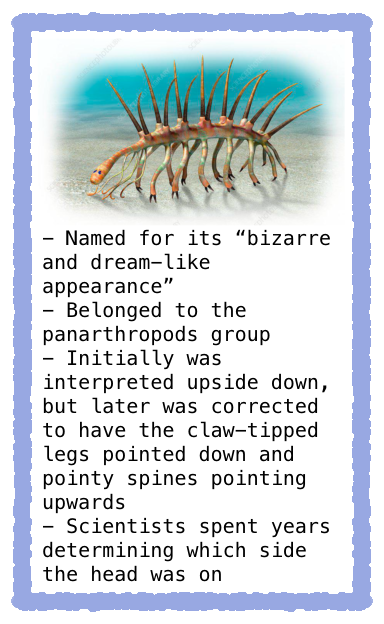 – Named for its “bizarre
and dream–like
appearance”
– Belonged to the
panarthropods group
– Initially was
interpreted upside down,
but later was corrected
to have the claw–tipped
legs pointed down and
pointy spines pointing
upwards
– Scientists spent years
determining which side
the head was on